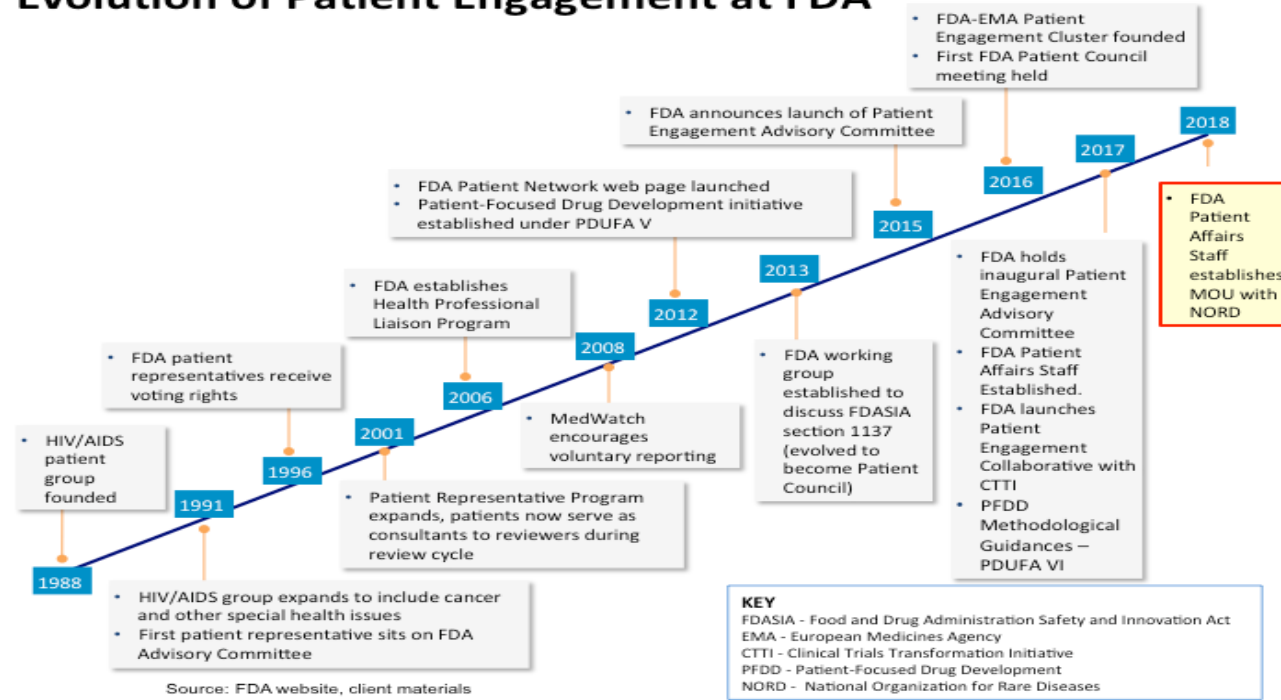 Evolution of Patient Engagement at FDA
• FDA-EMA Patient
Engagement Cluster founded
• First FDA Patient Council
meeting held
• FDA announces launch of Patient
Engagement Advisory Committee
2018
2017
2016
• FDA Patient Network web page launched
• Patient-Focused Drug Development initiative
established under PDUFA V
2015
• FDA
Patient
Affairs
Staff
establishes
MOU with
NORD
2013
• FDA holds
inaugural Patient
Engagement
Advisory
Committee
• FDA Patient
Affairs Staff
Established.
• FDA launches
Patient
Engagement
Collaborative with
CTTI
• PFDD
Methodological
Guidances –
PDUFA VI
• FDA establishes
Health Professional
Liaison Program
2012
2008
• FDA working
group
established to
discuss FDASIA
section 1137
(evolved to
become Patient
Council)
• FDA patient
representatives receive
voting rights
2006
• MedWatch
encourages
voluntary reporting
2001
• HIV/AIDS
patient
group
founded
1996
• Patient Representative Program
expands, patients now serve as
consultants to reviewers during
review cycle
1991
1988
• HIV/AIDS group expands to include cancer
and other special health issues
• First patient representative sits on FDA
Advisory Committee
KEY
FDASIA - Food and Drug Administration Safety and Innovation Act
EMA - European Medicines Agency
CTTI - Clinical Trials Transformation Initiative
PFDD - Patient-Focused Drug Development
NORD - National Organization for Rare Diseases
Source: FDA website, client materials